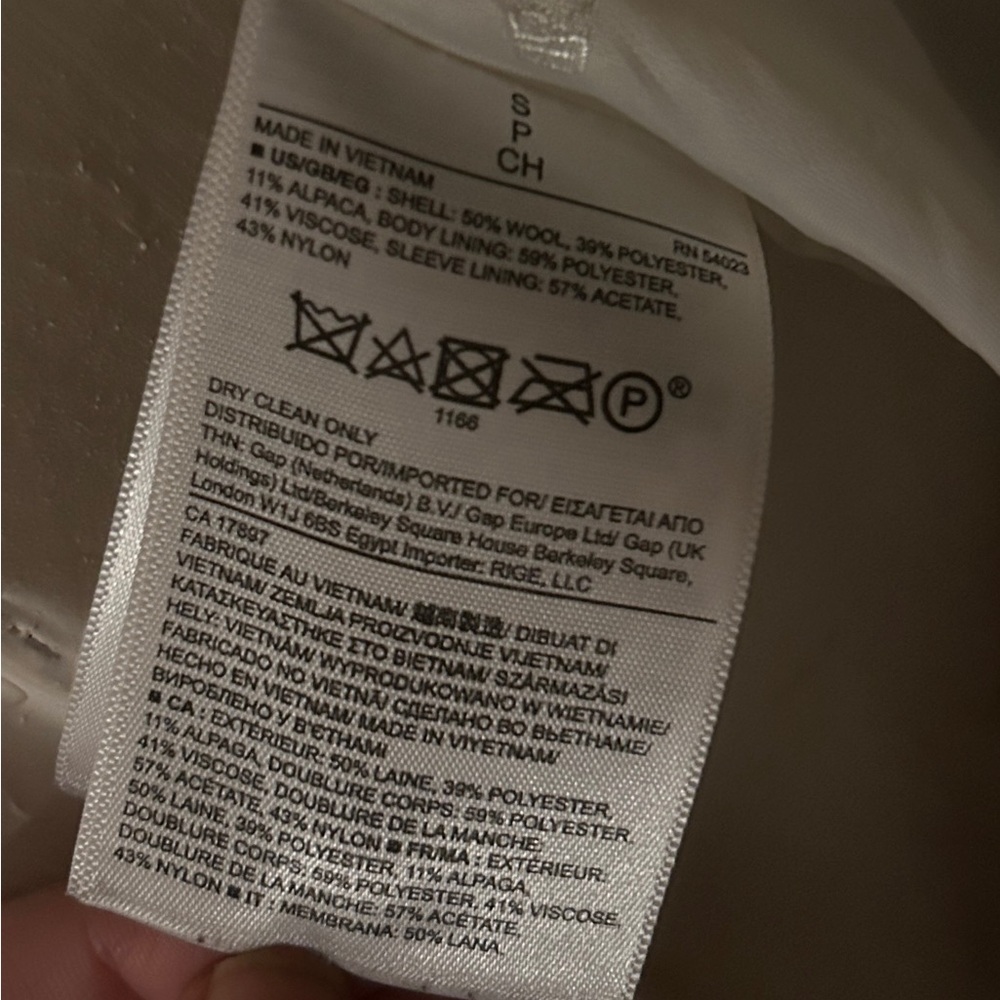 S
P
CH
MADE IN VIETNAM
RN 54023
■ US/GB/EG : SHELL: 50% WOOL, 39% POLYESTER,
11% ALPACA, BODY LINING: 59% POLYESTER,
41% VISCOSE, SLEEVE LINING: 57% ACETATE,
43% NYLON
P ®
1166
DRY CLEAN ONLY
DISTRIBUIDO POR/IMPORTED FOR/ ΕΙΣΑΓΕΤΑΙ ΑΠΟ
ΤΗΝ: Gap (Netherlands) B.V./ Gap Europe Ltd/ Gap (UK
Holdings) Ltd/Berkeley Square House Berkeley Square,
London W1J 6BS Egypt Importer: RIGE, LLC
CA 17897
FABRIQUE AU VIETNAM/ 越南製造/ DIBUAT DI
VIETNAM/ ZEMLJA PROIZVODNJE VIJETNAM/
ΚΑΤΑΣΚΕΥΑΣΤΗΚΕ ΣΤΟ ΒΙΕΤΝΑΜ/ SZÁRMAZÁSI
HELY: VIETNÁM/ WYPRODUKOWANO W WIETNAMIE/
FABRICADO NO VIETNÃ/ СДЕЛАНО ВО ВЬЕТНАМЕ/
HECHO EN VIETNAM/ MADE IN VIYETNAM/
ВИРОБЛЕНО У В'ЄТНАМІ
■ CA : EXTÉRIEUR: 50% LAINE, 39% POLYESTER,
11% ALPAGA, DOUBLURE CORPS: 59% POLYESTER,
41% VISCOSE, DOUBLURE DE LA MANCHE:
57% ACÉTATE, 43% NYLON ■ FR/MA : EXTÉRIEUR:
50% LAINE, 39% POLYESTER, 11% ALPAGA,
DOUBLURE CORPS: 59% POLYESTER, 41% VISCOSE,
DOUBLURE DE LA MANCHE: 57% ACÉTATE,
43% NYLON ■ IT : MEMBRANA: 50% LANA,